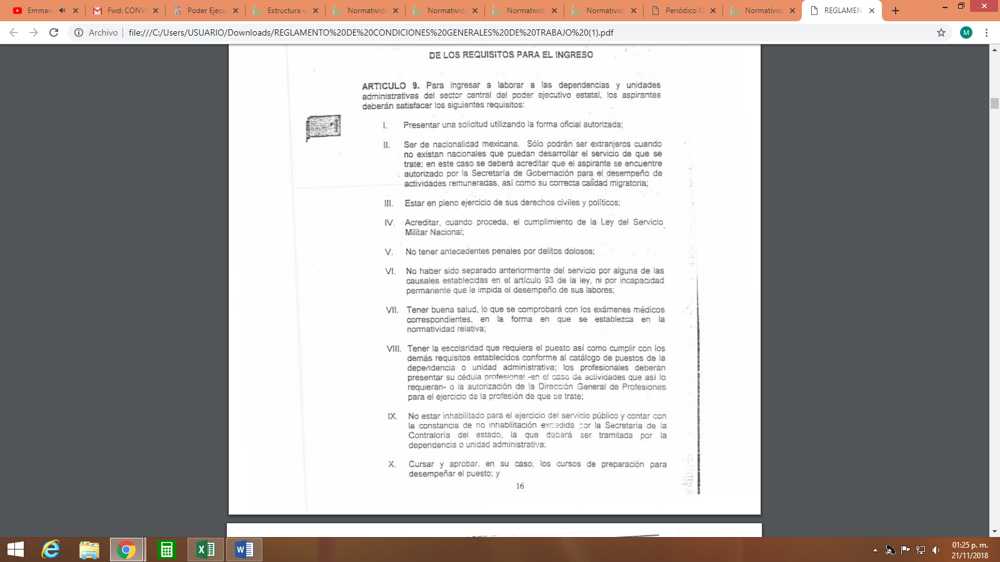 Emman
Fwd: CONV
Poder Ejecu
Estructura o
Normativida
Normativida
Normativida
Normativida
Periódico O
Normativida
REGLAMEN
Archivo
file:///C:/Users/USUARIO/Downloads/REGLAMENTO%20DE%20CONDICIONES%20GENERALES%20DE%20TRABAJO%20(1).pdf
M
DE LOS REQUISITOS PARA EL INGRESO
ARTICULO 9. Para ingresar a laborar a las dependencias y unidades
administrativas del sector central del poder ejecutivo estatal, los aspirantes
deberán satisfacer los siguientes requisitos:
I. Presentar una solicitud utilizando la forma oficial autorizada;
II. Ser de nacionalidad mexicana. Sólo podrán ser extranjeros cuando
no existan nacionales que puedan desarrollar el servicio de que se
trate; en este caso se deberá acreditar que el aspirante se encuentre
autorizado por la Secretaría de Gobernación para el desempeño de
actividades remuneradas, así como su correcta calidad migratoria;
III. Estar en pleno ejercicio de sus derechos civiles y políticos;
IV. Acreditar, cuando proceda, el cumplimiento de la Ley del Servicio
Militar Nacional;
V. No tener antecedentes penales por delitos dolosos;
VI. No haber sido separado anteriormente del servicio por alguna de las
causales establecidas en el artículo 93 de la ley, ni por incapacidad
permanente que le impida el desempeño de sus labores;
VII. Tener buena salud, lo que se comprobará con los exámenes médicos
correspondientes, en la forma en que se establezca en la
normatividad relativa;
VIII. Tener la escolaridad que requiera el puesto así como cumplir con los
demás requisitos establecidos conforme al catálogo de puestos de la
dependencia o unidad administrativa; los profesionales deberán
presentar su cédula profesional -en el caso de actividades que así lo
requieran- o la autorización de la Dirección General de Profesiones
para el ejercicio de la profesión de que se trate;
IX. No estar inhabilitado para el ejercicio del servicio público y contar con
la constancia de no inhabilitación expedida por la Secretaría de la
Contraloría del estado, la que deberá ser tramitada por la
dependencia o unidad administrativa;
X. Cursar y aprobar, en su caso, los cursos de preparación para
desempeñar el puesto; y
16
01:25 p. m.
21/11/2018